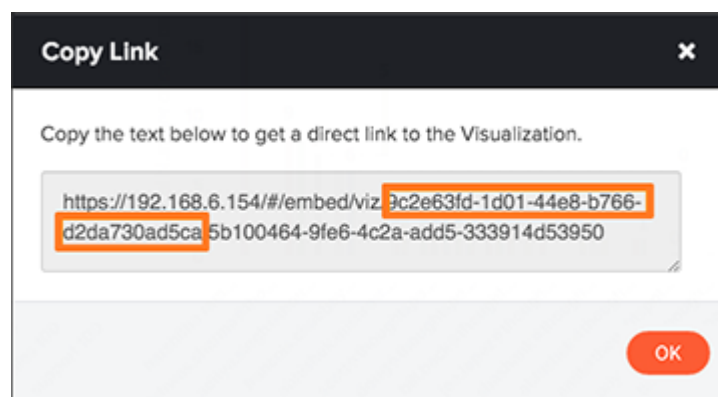 Copy Link ×
Copy the text below to get a direct link to the Visualization.
https://192.168.6.154/#/embed/viz/9c2e63fd-1d01-44e8-b766-
d2da730ad5ca/5b100464-9fe6-4c2a-add5-333914d53950
OK